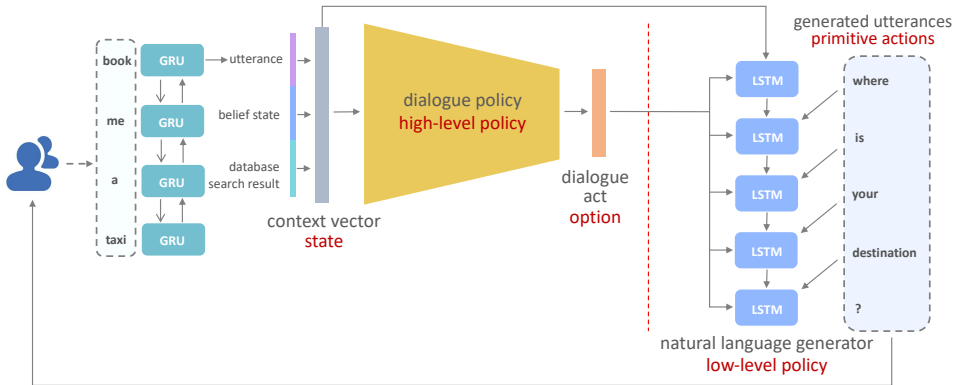 book
me
a
taxi
GRU
GRU
GRU
GRU
utterance
belief state
database
search result
context vector
state
dialogue policy
high-level policy
dialogue
act
option
LSTM
LSTM
LSTM
LSTM
LSTM
natural language generator
low-level policy
generated utterances
primitive actions
where
is
your
destination
?